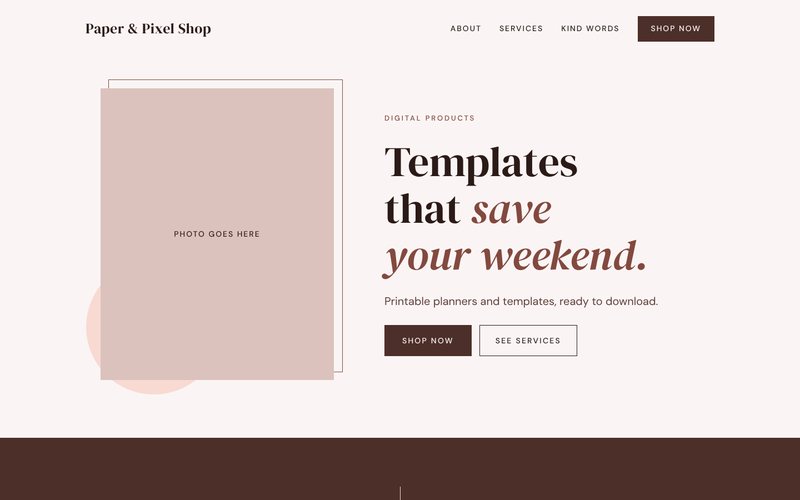 Paper & Pixel Shop
ABOUT
SERVICES
KIND WORDS
SHOP NOW
PHOTO GOES HERE
DIGITAL PRODUCTS
Templates
that save
your weekend.
Printable planners and templates, ready to download.
SHOP NOW
SEE SERVICES